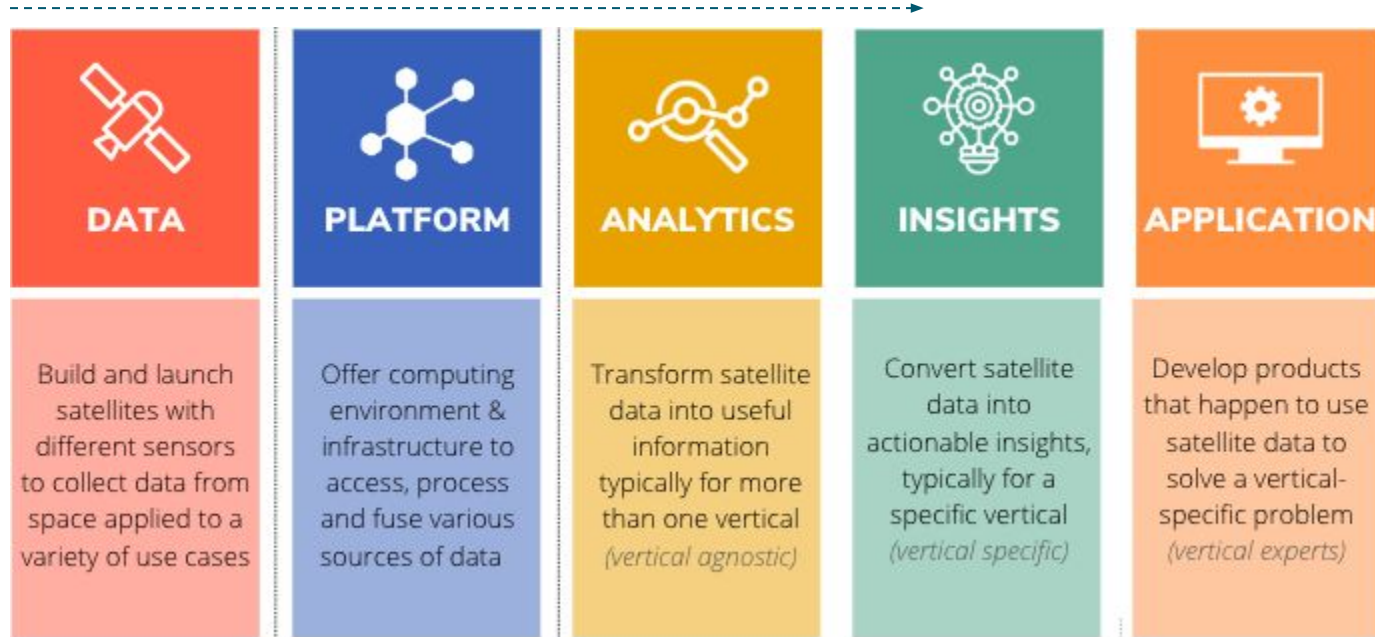 DATA
PLATFORM
ANALYTICS
INSIGHTS
APPLICATION
Build and launch
satellites with
different sensors
to collect data from
space applied to a
variety of use cases
Offer computing
environment &
infrastructure to
access, process
and fuse various
sources of data
Transform satellite
data into useful
information
typically for more
than one vertical
(vertical agnostic)
Convert satellite
data into
actionable insights,
typically for a
specific vertical
(vertical specific)
Develop products
that happen to use
satellite data to
solve a vertical-
specific problem
(vertical experts)